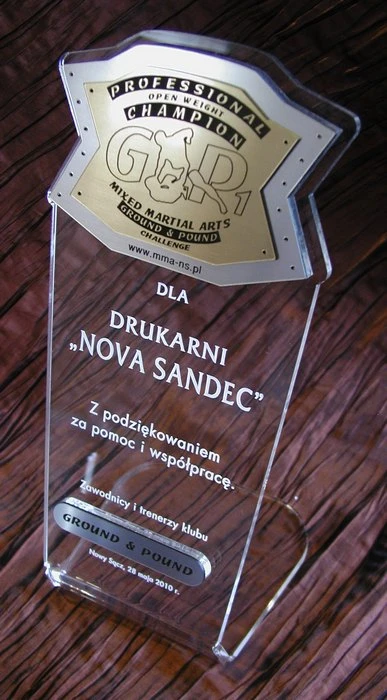 PROFESSIONAL
OPEN WEIGHT
CHAMPION
G&P1
MIXED MARTIAL ARTS
GROUND & POUND
CHALLENGE
www.mma-ns.pl
DLA
DRUKARNI
„NOVA SANDEC”
Z podziękowaniem
za pomoc i współpracę.
Zawodnicy i trenerzy klubu
GROUND & POUND
Nowy Sącz, 28 maja 2010 r.